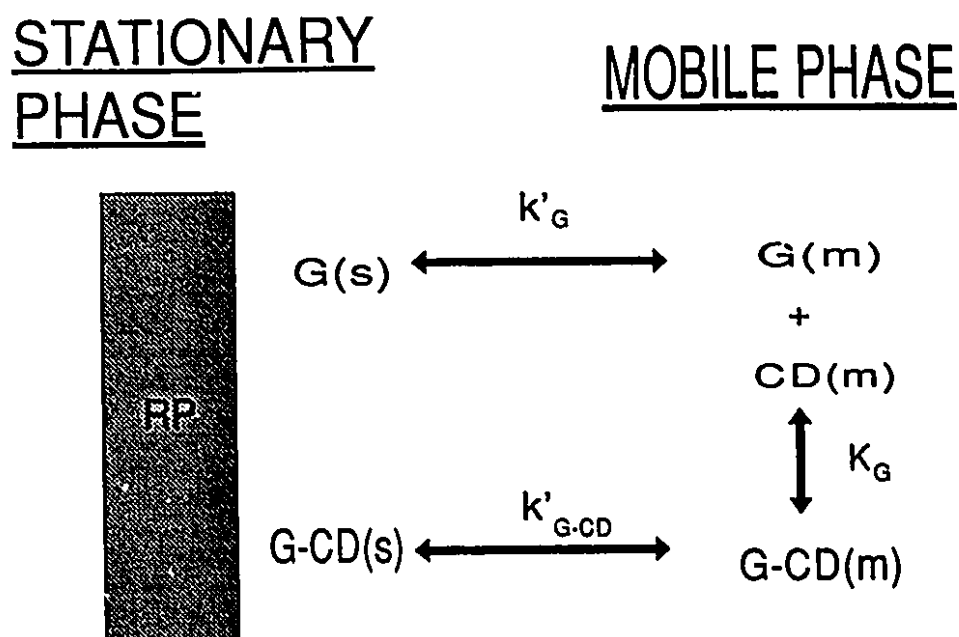 STATIONARY
PHASE
MOBILE PHASE
k'G
G(s)
G(m)
+
CD(m)
RP
KG
k'G·CD
G-CD(s)
G-CD(m)